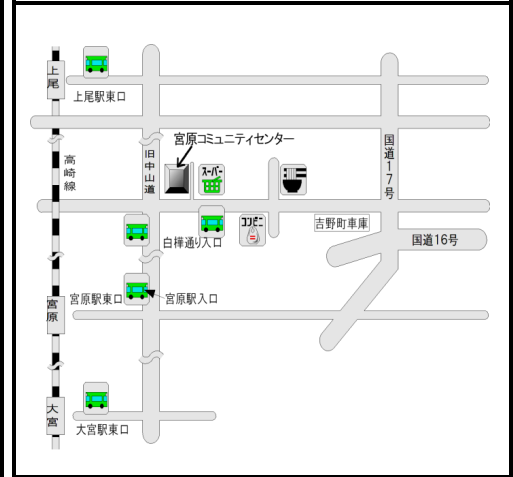 上尾
上尾駅東口
宮原コミュニティセンター
国道17号
高崎線
旧中山道
スーパー
白樺通り入口
コンビニ
吉野町車庫
国道16号
宮原
宮原駅東口
宮原駅入口
大宮
大宮駅東口